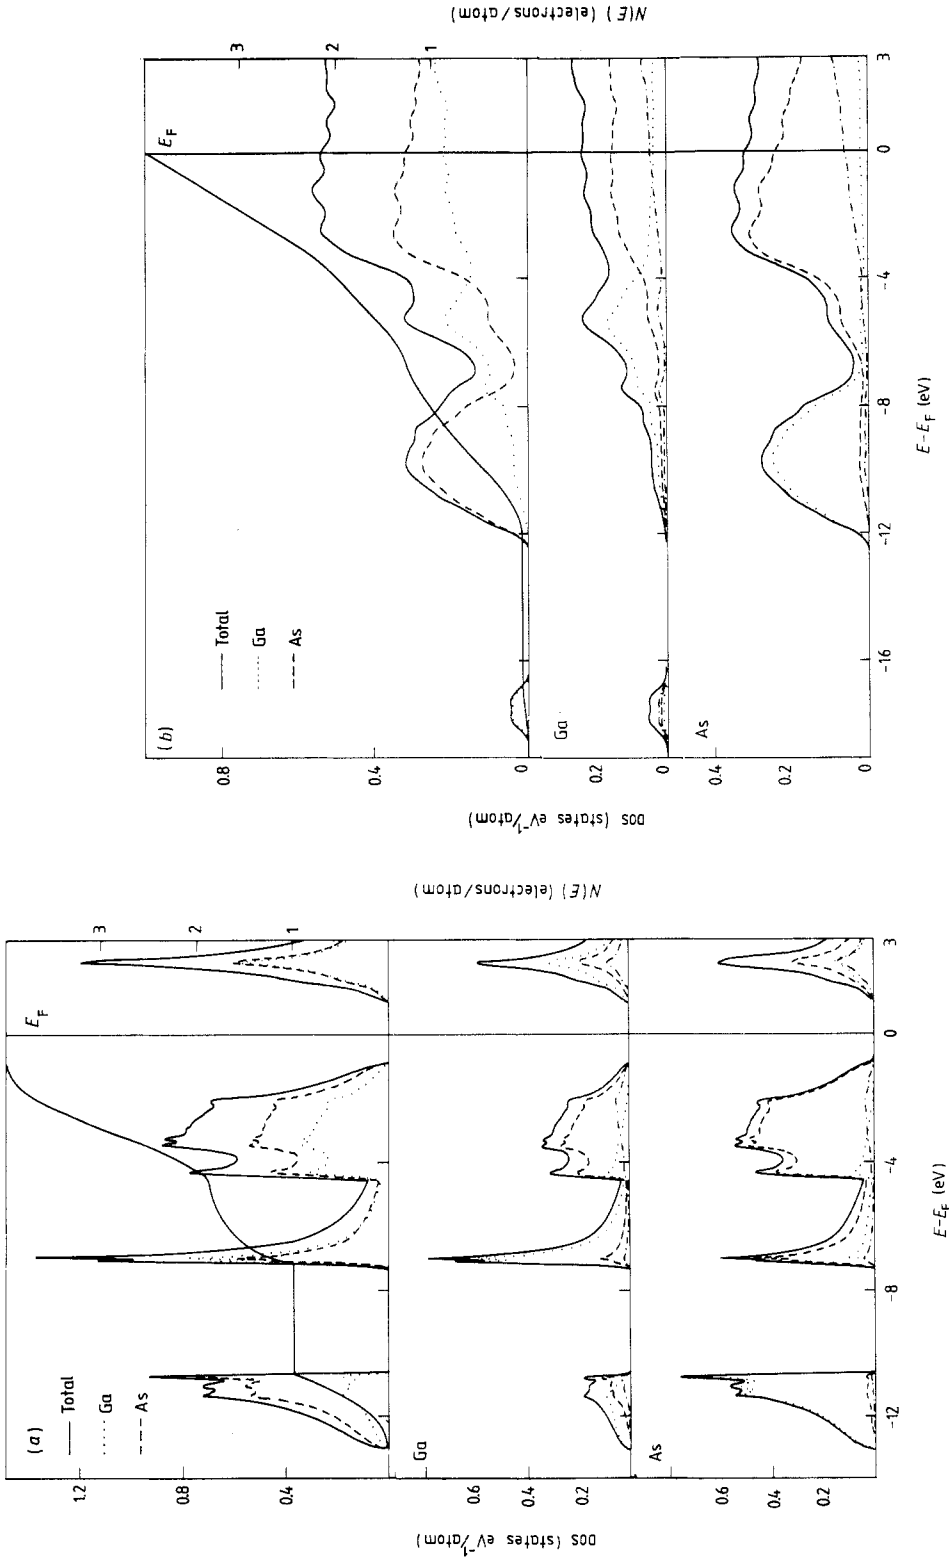 (a)
Total
Ga
As
E_F
1.2
0.8
0.4
3
2
1
N(E) (electrons/atom)
Ga
0.6
0.4
0.2
As
0.6
0.4
0.2
DOS (states eV⁻¹/atom)
-12
-8
-4
0
3
E-E_F (eV)
(b)
Total
Ga
As
E_F
0.8
0.4
0
3
2
1
N(E) (electrons/atom)
Ga
0.2
0
As
0.4
0.2
0
DOS (states eV⁻¹/atom)
-16
-12
-8
-4
0
3
E-E_F (eV)